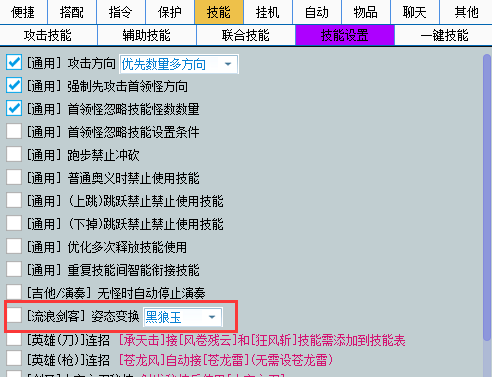 便捷 搭配 指令 保护 技能 挂机 自动 物品 聊天 其他
攻击技能 辅助技能 联合技能 技能设置 一键技能
[通用] 攻击方向 优先数量多方向
[通用] 强制先攻击首领怪方向
[通用] 首领怪忽略技能怪数数量
[通用] 首领怪忽略技能设置条件
[通用] 跑步禁止冲砍
[通用] 普通奥义时禁止使用技能
[通用] (上跳)跳跃禁止禁止使用技能
[通用] (下掉)跳跃禁止禁止使用技能
[通用] 优化多次释放技能使用
[通用] 重复技能间智能衔接技能
[吉他/演奏] 无怪时自动停止演奏
[流浪剑客] 姿态变换 黑狼玉
[英雄(刀)]连招 [承天击]接[风卷残云]和[狂风斩]技能需添加到技能表
[英雄(枪)]连招 [苍龙风]自动接[苍龙雷](无需设苍龙雷)